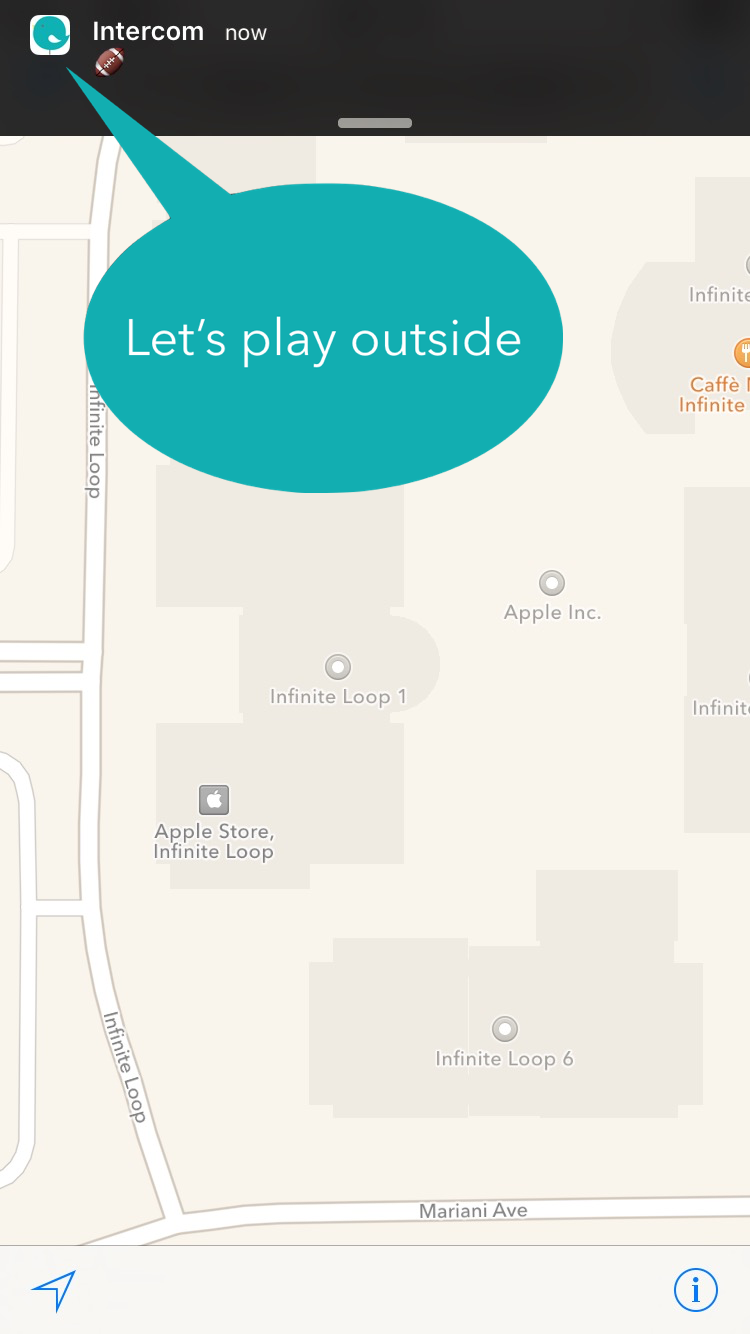 Intercom now
🏈
Let's play outside
Infinite
Caffè
Infinite
Infinite Loop
Apple Inc.
Infinite Loop 1
Apple Store,
Infinite Loop
Infinite Loop 6
Infinite Loop
Mariani Ave